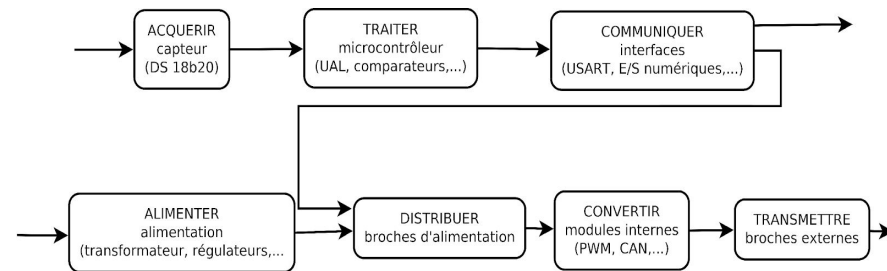 ACQUERIR
capteur
(DS 18b20)
TRAITER
microcontrôleur
(UAL, comparateurs,...)
COMMUNIQUER
interfaces
(USART, E/S numériques,...)
ALIMENTER
alimentation
(transformateur, régulateurs,...
DISTRIBUER
broches d'alimentation
CONVERTIR
modules internes
(PWM, CAN,...)
TRANSMETTRE
broches externes